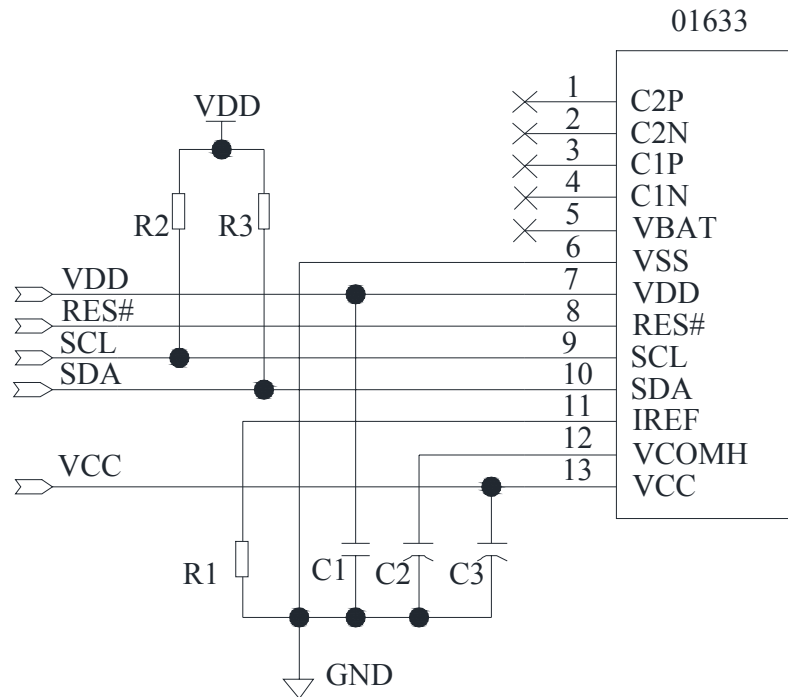 01633
1 C2P
2 C2N
3 C1P
4 C1N
5 VBAT
6 VSS
7 VDD
8 RES#
9 SCL
10 SDA
11 IREF
12 VCOMH
13 VCC
VDD
R2 R3
VDD
RES#
SCL
SDA
VCC
R1 C1 C2 C3
GND